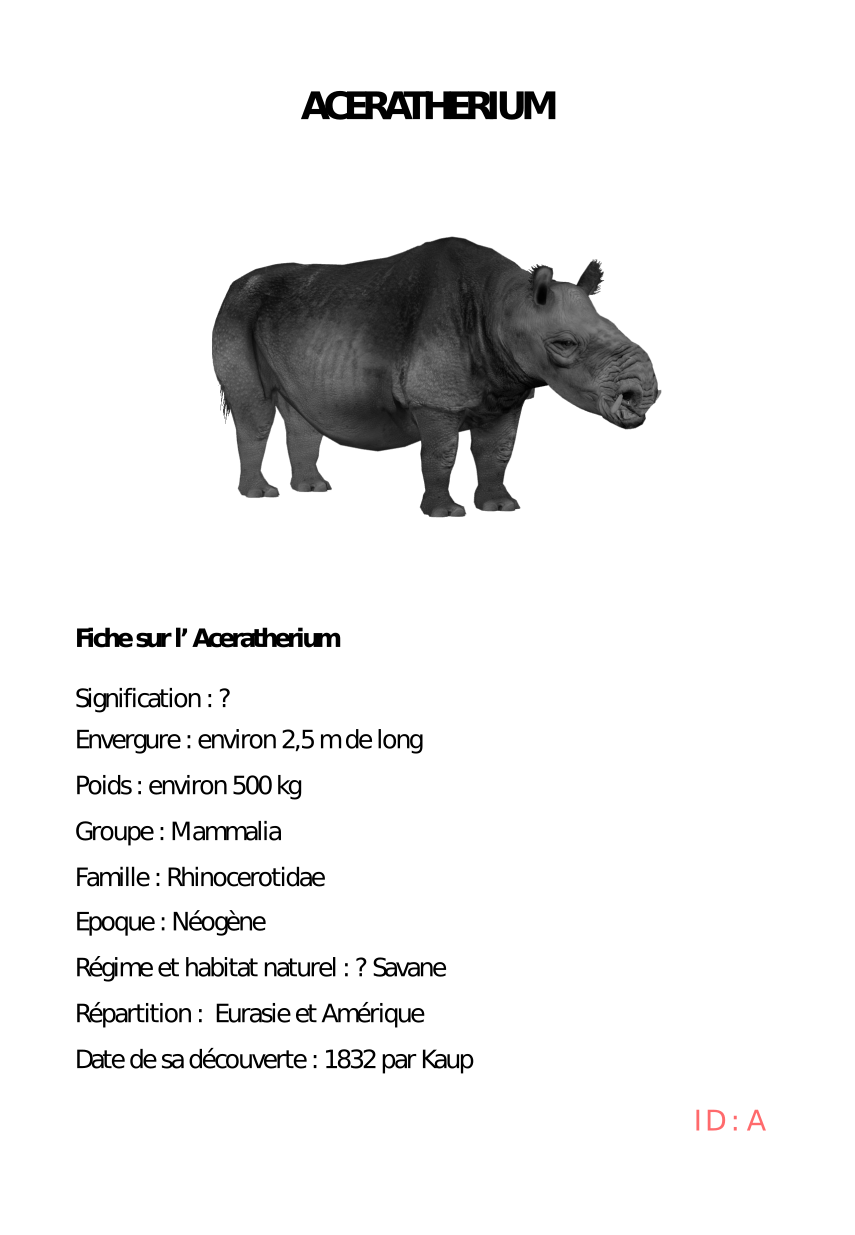 ACERATHERIUM
Fiche sur l’ Aceratherium
Signification : ?
Envergure : environ 2,5 m de long
Poids : environ 500 kg
Groupe : Mammalia
Famille : Rhinocerotidae
Epoque : Néogène
Régime et habitat naturel : ? Savane
Répartition : Eurasie et Amérique
Date de sa découverte : 1832 par Kaup
ID : A